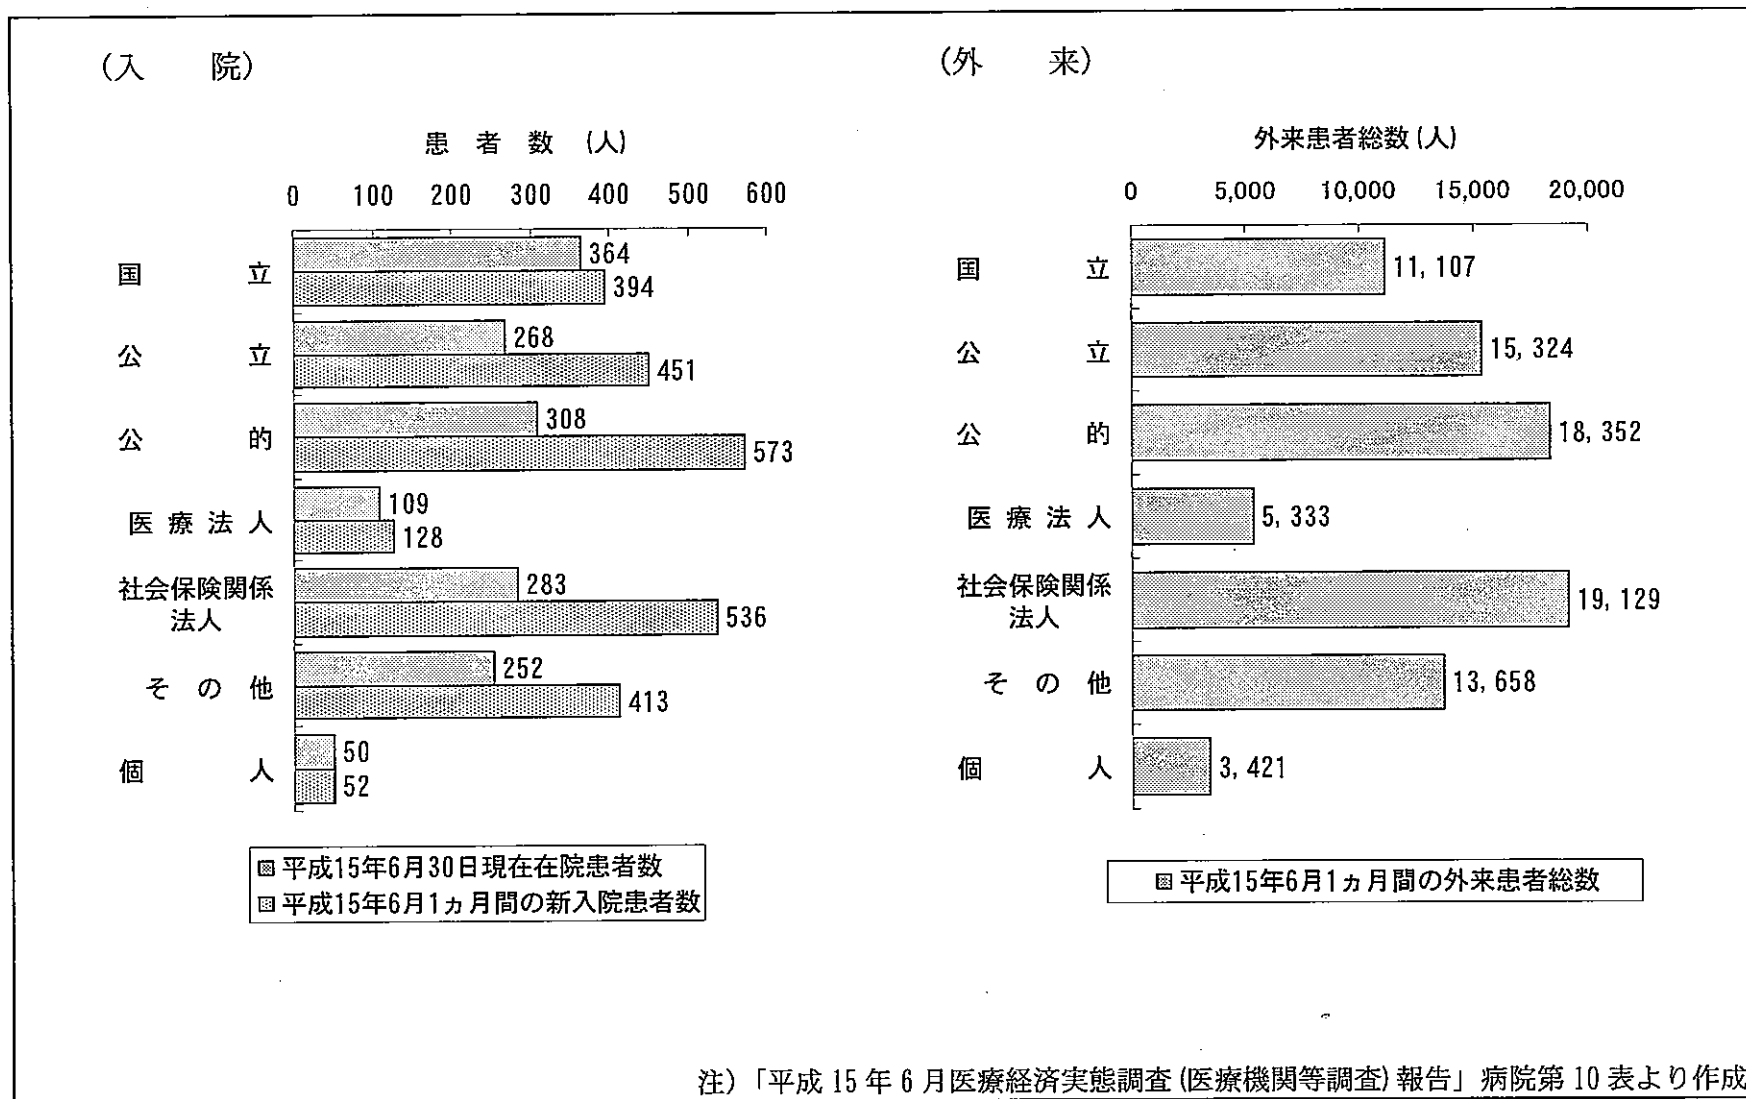 (入 院)
患 者 数 (人)
0 100 200 300 400 500 600
国 立 364
394
公 立 268
451
公 的 308
573
医 療 法 人 109
128
社会保険関係
法人
283
536
そ の 他 252
413
個 人 50
52
平成15年6月30日現在在院患者数
平成15年6月1ヵ月間の新入院患者数
(外 来)
外来患者総数(人)
0 5,000 10,000 15,000 20,000
国 立 11,107
公 立 15,324
公 的 18,352
医 療 法 人 5,333
社会保険関係
法人
19,129
そ の 他 13,658
個 人 3,421
平成15年6月1ヵ月間の外来患者総数
注)「平成 15 年 6 月医療経済実態調査(医療機関等調査)報告」病院第 10 表より作成